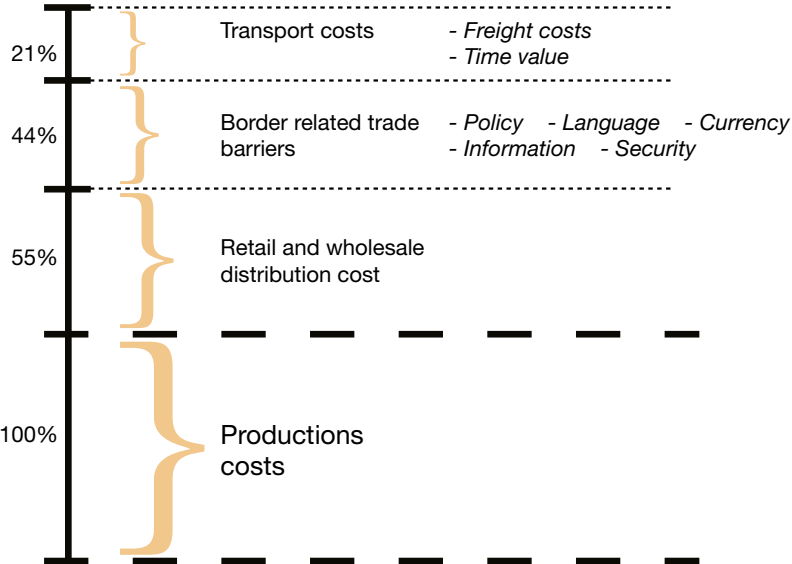 21%
Transport costs - Freight costs
- Time value
44%
Border related trade - Policy - Language - Currency
barriers - Information - Security
55%
Retail and wholesale
distribution cost
100%
Productions
costs